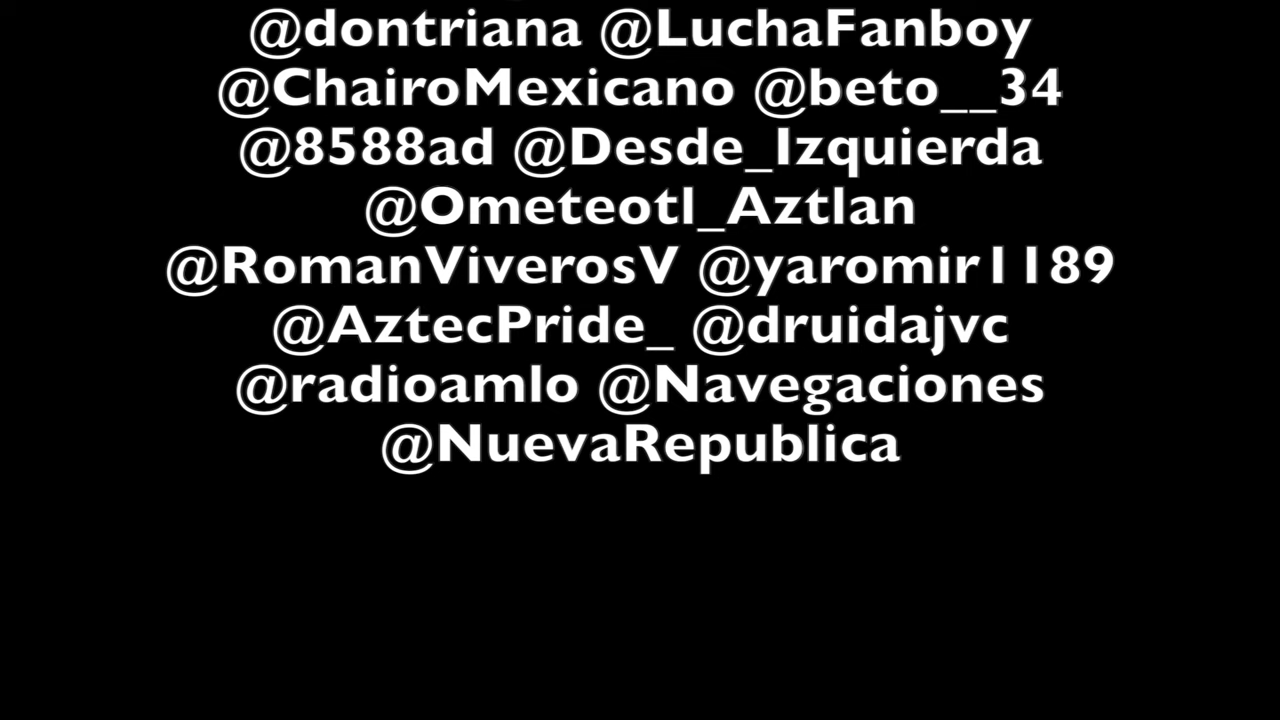 @dontriana @LuchaFanboy
@ChairoMexicano @beto__34
@8588ad @Desde_Izquierda
@Ometeotl_Aztlan
@RomanViverosV @yaromir1189
@AztecPride_ @druidajvc
@radioamlo @Navegaciones
@NuevaRepublica